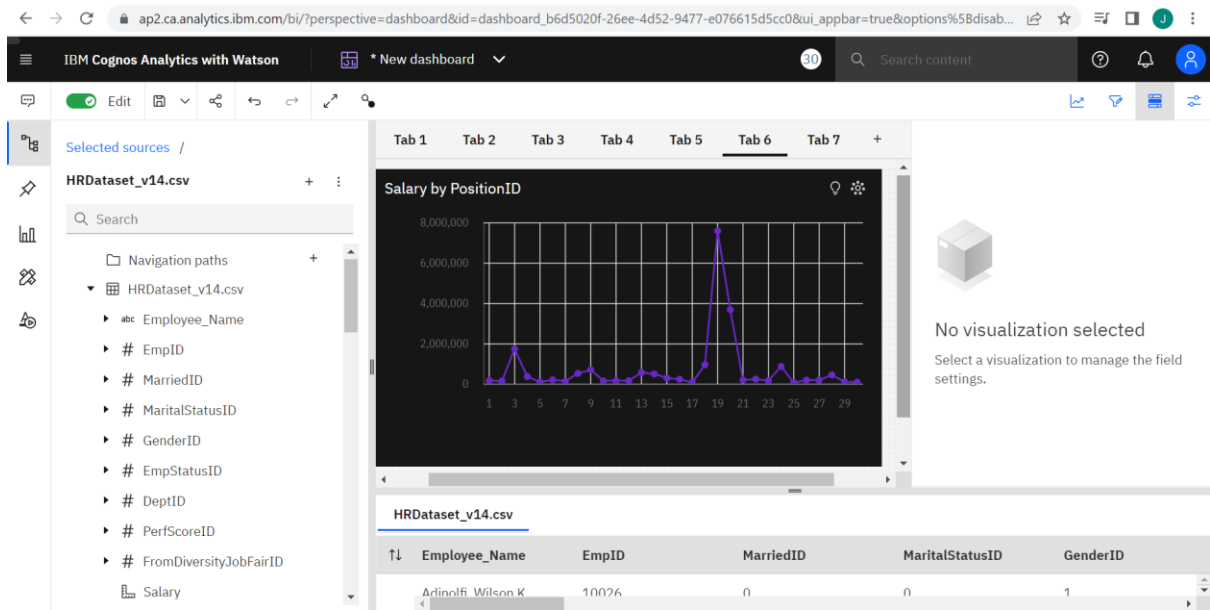 ap2.ca.analytics.ibm.com/bi/?perspective=dashboard&id=dashboard_b6d5020f-26ee-4d52-9477-e076615d5cc0&ui_appbar=true&options%5Bdisab...
J
IBM Cognos Analytics with Watson
* New dashboard
30
Search content
Edit
Tab 1
Tab 2
Tab 3
Tab 4
Tab 5
Tab 6
Tab 7
+
Selected sources /
HRDataset_v14.csv
+
Search
Navigation paths
+
HRDataset_v14.csv
abc Employee_Name
# EmpID
# MarriedID
# MaritalStatusID
# GenderID
# EmpStatusID
# DeptID
# PerfScoreID
# FromDiversityJobFairID
Salary
Salary by PositionID
8,000,000
6,000,000
4,000,000
2,000,000
0
1 3 5 7 9 11 13 15 17 19 21 23 25 27 29
No visualization selected
Select a visualization to manage the field
settings.
HRDataset_v14.csv
Employee_Name EmpID MarriedID MaritalStatusID GenderID
Adinolfi, Wilson K 10026 0 0 1